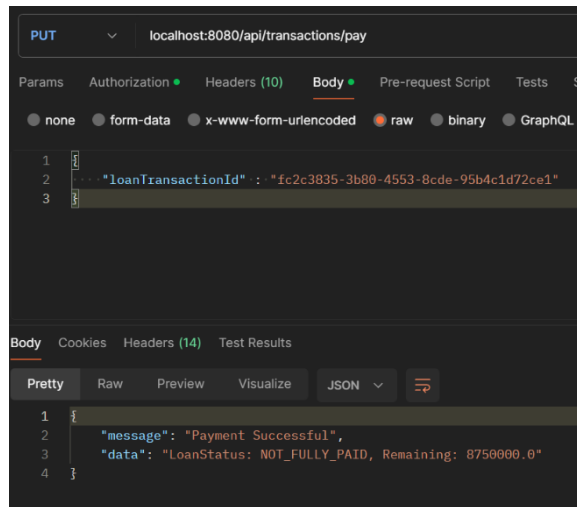 PUT localhost:8080/api/transactions/pay
Params Authorization Headers (10) Body Pre-request Script Tests
none form-data x-www-form-urlencoded raw binary GraphQL
1 {
2 "loanTransactionId" : "fc2c3835-3b80-4553-8cde-95b4c1d72ce1"
3 }
Body Cookies Headers (14) Test Results
Pretty Raw Preview Visualize JSON
1 {
2 "message": "Payment Successful",
3 "data": "LoanStatus: NOT_FULLY_PAID, Remaining: 8750000.0"
4 }